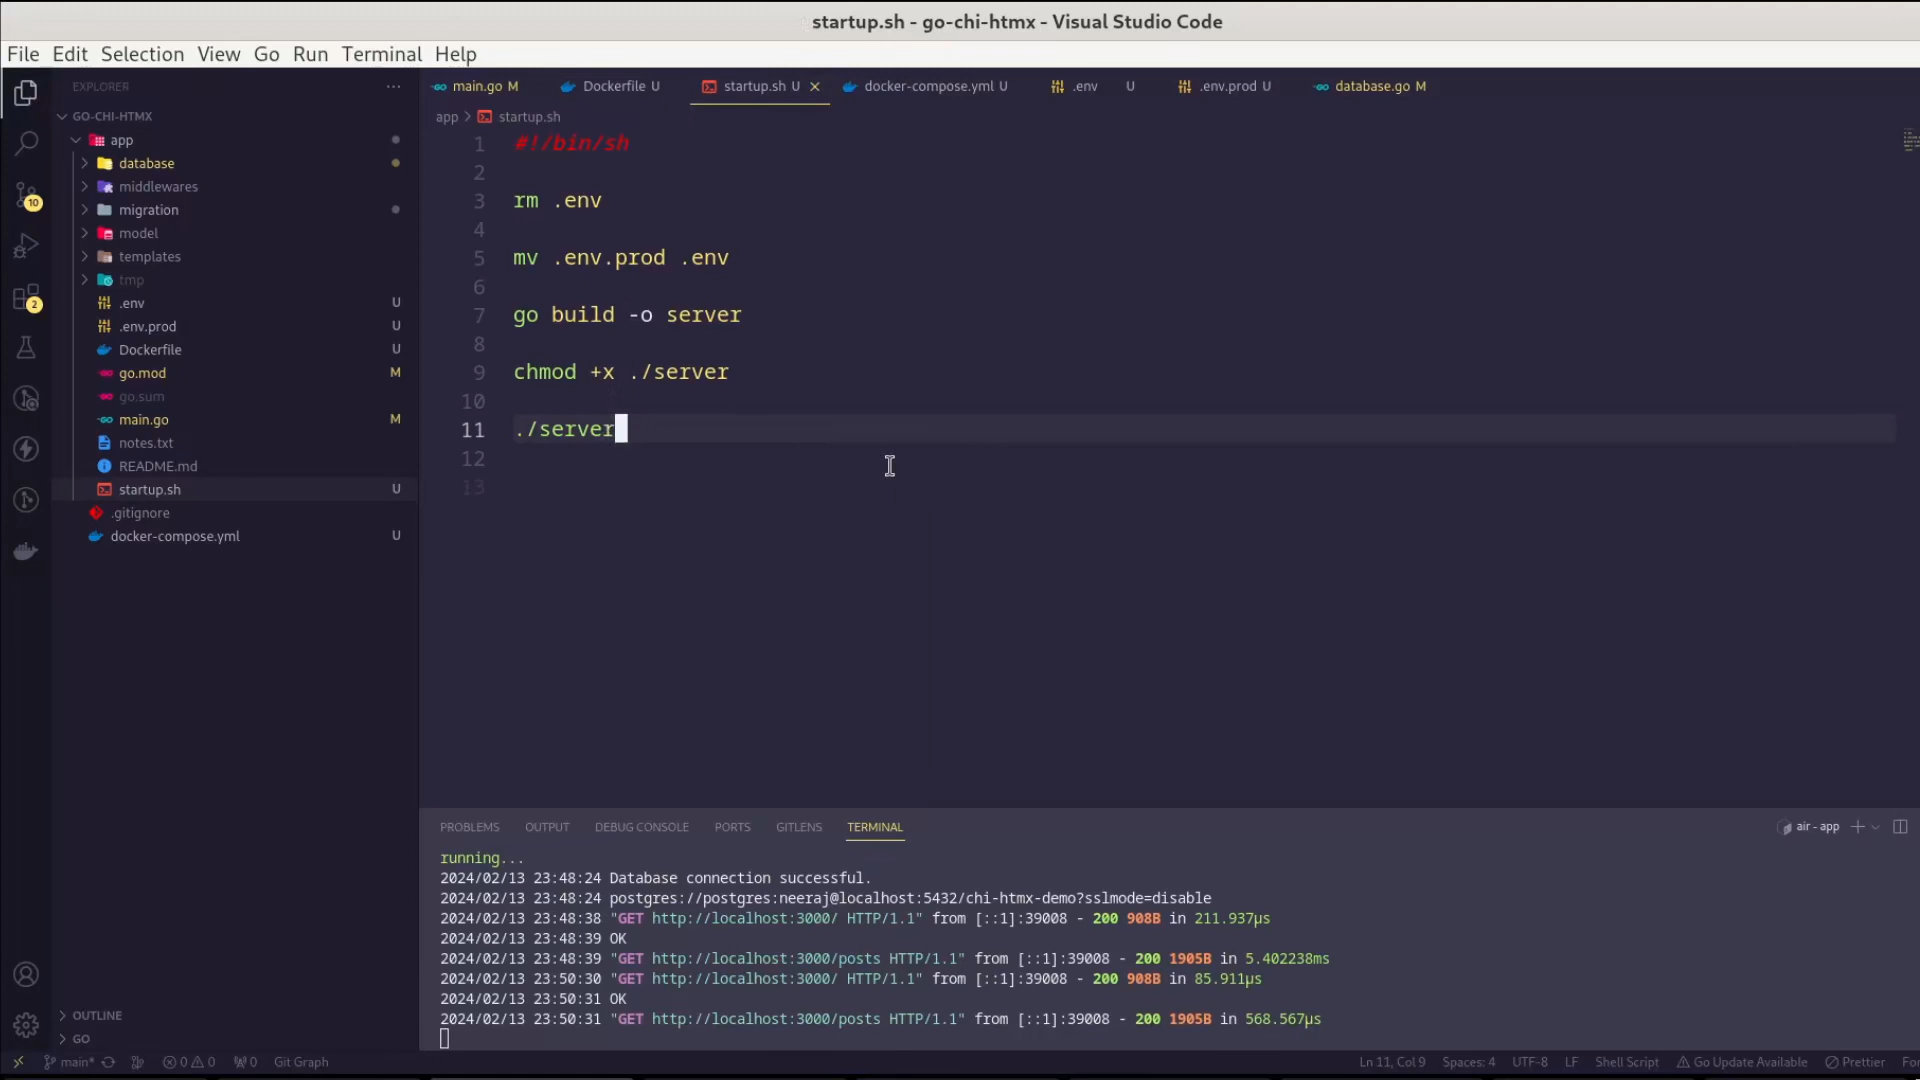 startup.sh - go-chi-htmx - Visual Studio Code
File Edit Selection View Go Run Terminal Help
EXPLORER ···
GO-CHI-HTMX
app
database
middlewares
migration
model
templates
tmp
.env U
.env.prod U
Dockerfile U
go.mod M
go.sum
main.go M
notes.txt
README.md
startup.sh U
.gitignore
docker-compose.yml U
OUTLINE
GO
10
2
main.go M Dockerfile U startup.sh U docker-compose.yml U .env U .env.prod U database.go M
app > startup.sh
1 #!/bin/sh
2
3 rm .env
4
5 mv .env.prod .env
6
7 go build -o server
8
9 chmod +x ./server
10
11 ./server
12
13
PROBLEMS OUTPUT DEBUG CONSOLE PORTS GITLENS TERMINAL air - app
running...
2024/02/13 23:48:24 Database connection successful.
2024/02/13 23:48:24 postgres://postgres:neeraj@localhost:5432/chi-htmx-demo?sslmode=disable
2024/02/13 23:48:38 "GET http://localhost:3000/ HTTP/1.1" from [::1]:39008 - 200 908B in 211.937µs
2024/02/13 23:48:39 OK
2024/02/13 23:48:39 "GET http://localhost:3000/posts HTTP/1.1" from [::1]:39008 - 200 1905B in 5.402238ms
2024/02/13 23:50:30 "GET http://localhost:3000/ HTTP/1.1" from [::1]:39008 - 200 908B in 85.911µs
2024/02/13 23:50:31 OK
2024/02/13 23:50:31 "GET http://localhost:3000/posts HTTP/1.1" from [::1]:39008 - 200 1905B in 568.567µs
main* 0 0 0 Git Graph Ln 11, Col 9 Spaces: 4 UTF-8 LF Shell Script Go Update Available Prettier Fo